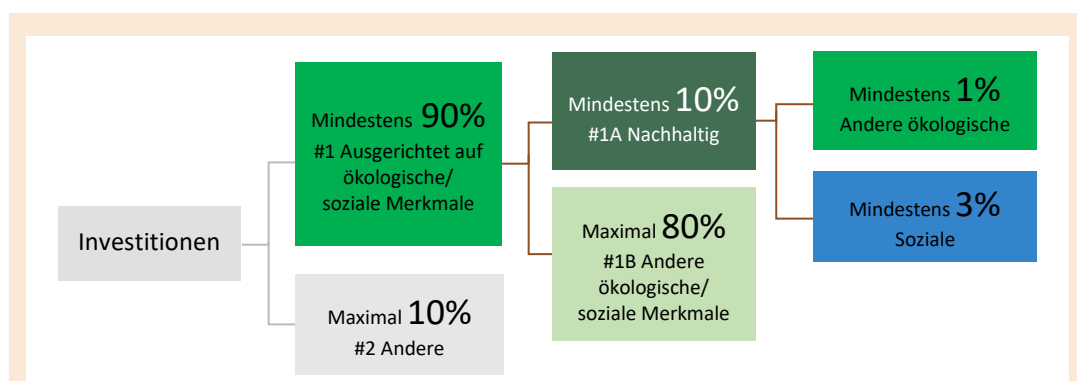 Investitionen
Mindestens 90%
#1 Ausgerichtet auf
ökologische/
soziale Merkmale
Maximal 10%
#2 Andere
Mindestens 10%
#1A Nachhaltig
Maximal 80%
#1B Andere
ökologische/
soziale Merkmale
Mindestens 1%
Andere ökologische
Mindestens 3%
Soziale